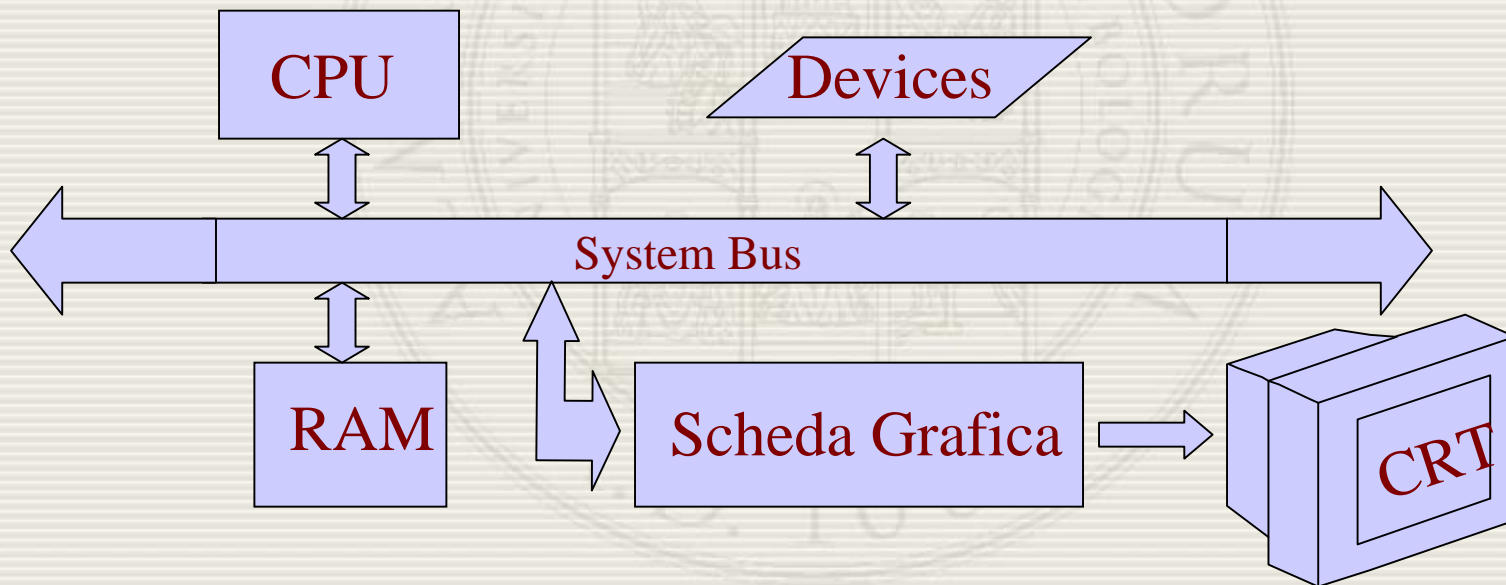 CPU
Devices
System Bus
RAM
Scheda Grafica
CRT